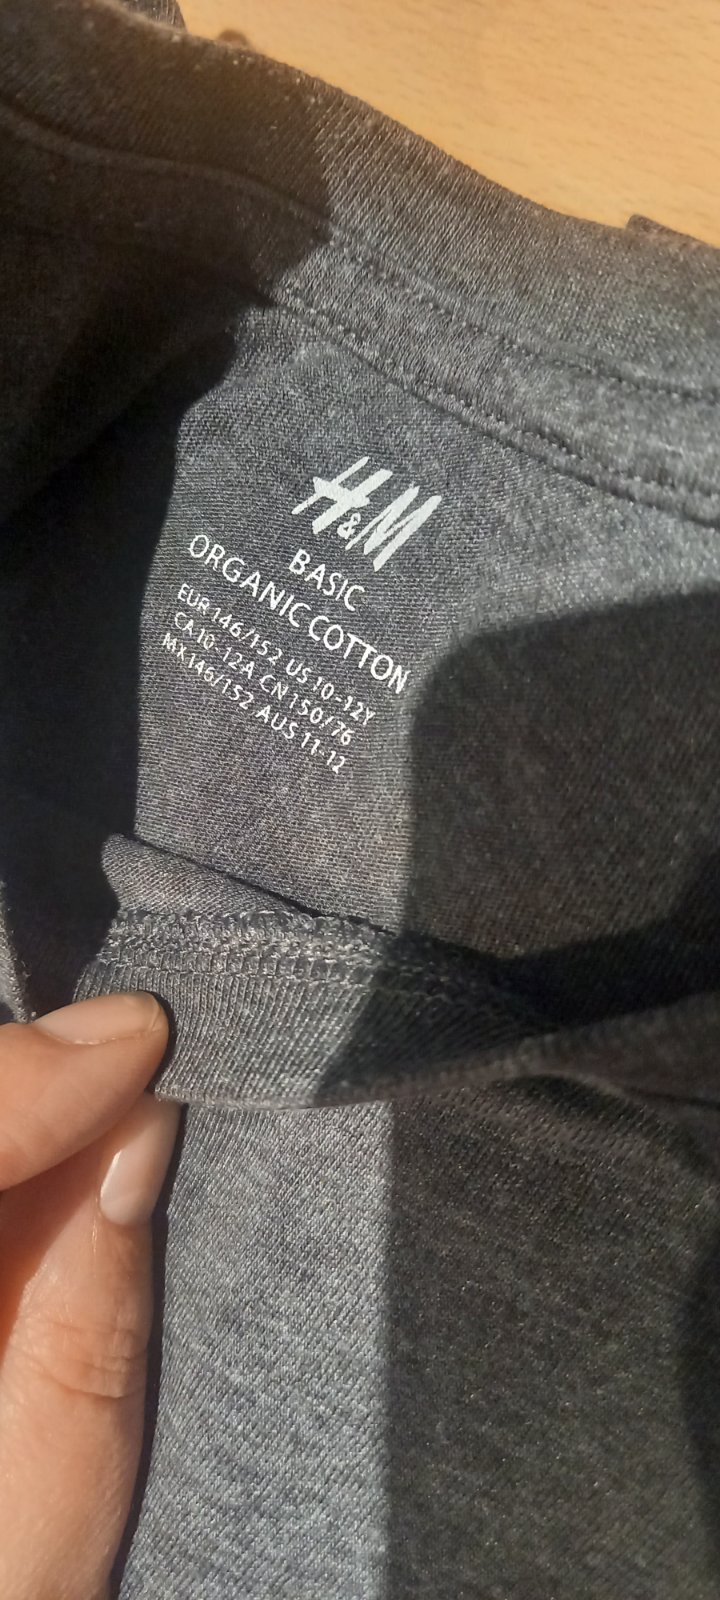 H&M
BASIC
ORGANIC COTTON
EUR 146/152 US 10-12Y
CA 10-12A CN 150/76
MX 146/152 AUS 11-12